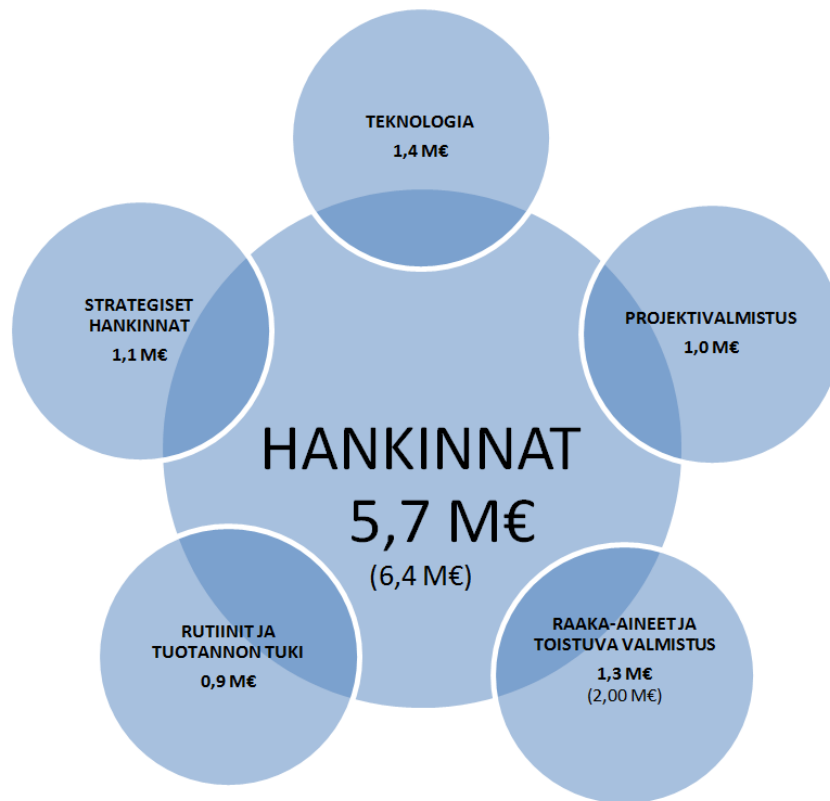 TEKNOLOGIA
1,4 M€
STRATEGISET
HANKINNAT
1,1 M€
PROJEKTIVALMISTUS
1,0 M€
HANKINNAT
5,7 M€
(6,4 M€)
RUTIINIT JA
TUOTANNON TUKI
0,9 M€
RAAKA-AINEET JA
TOISTUVA VALMISTUS
1,3 M€
(2,00 M€)